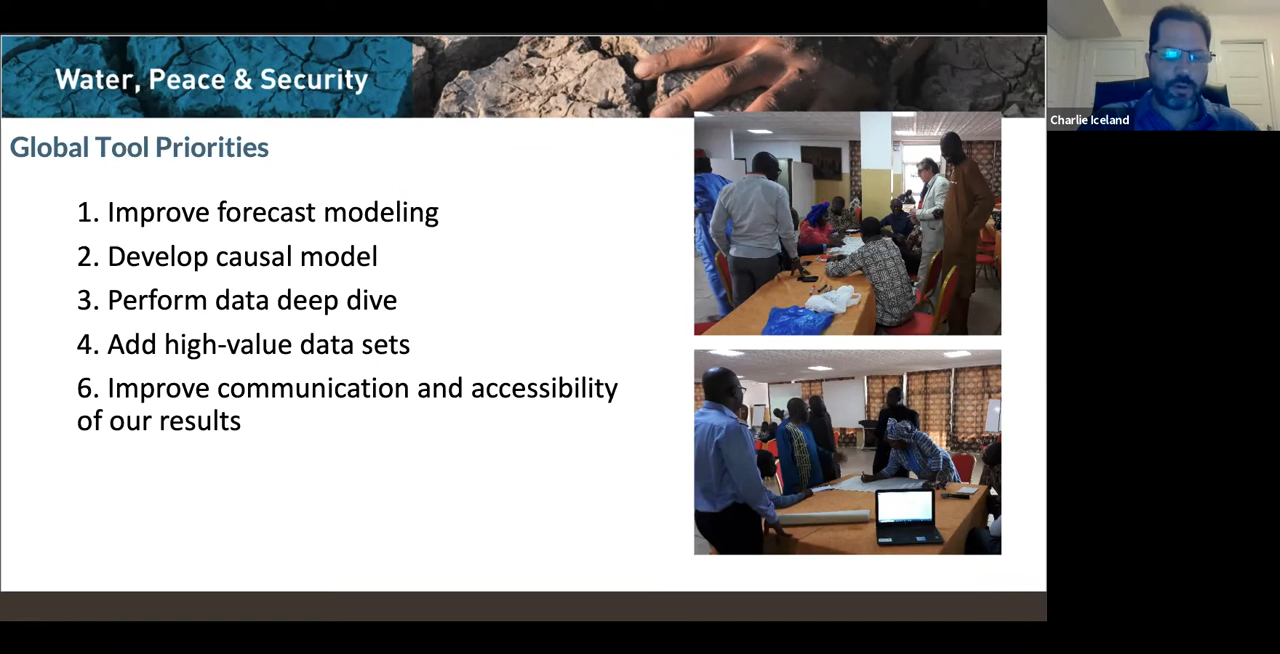 Water, Peace & Security
Charlie Iceland
Global Tool Priorities
1. Improve forecast modeling
2. Develop causal model
3. Perform data deep dive
4. Add high-value data sets
6. Improve communication and accessibility
of our results